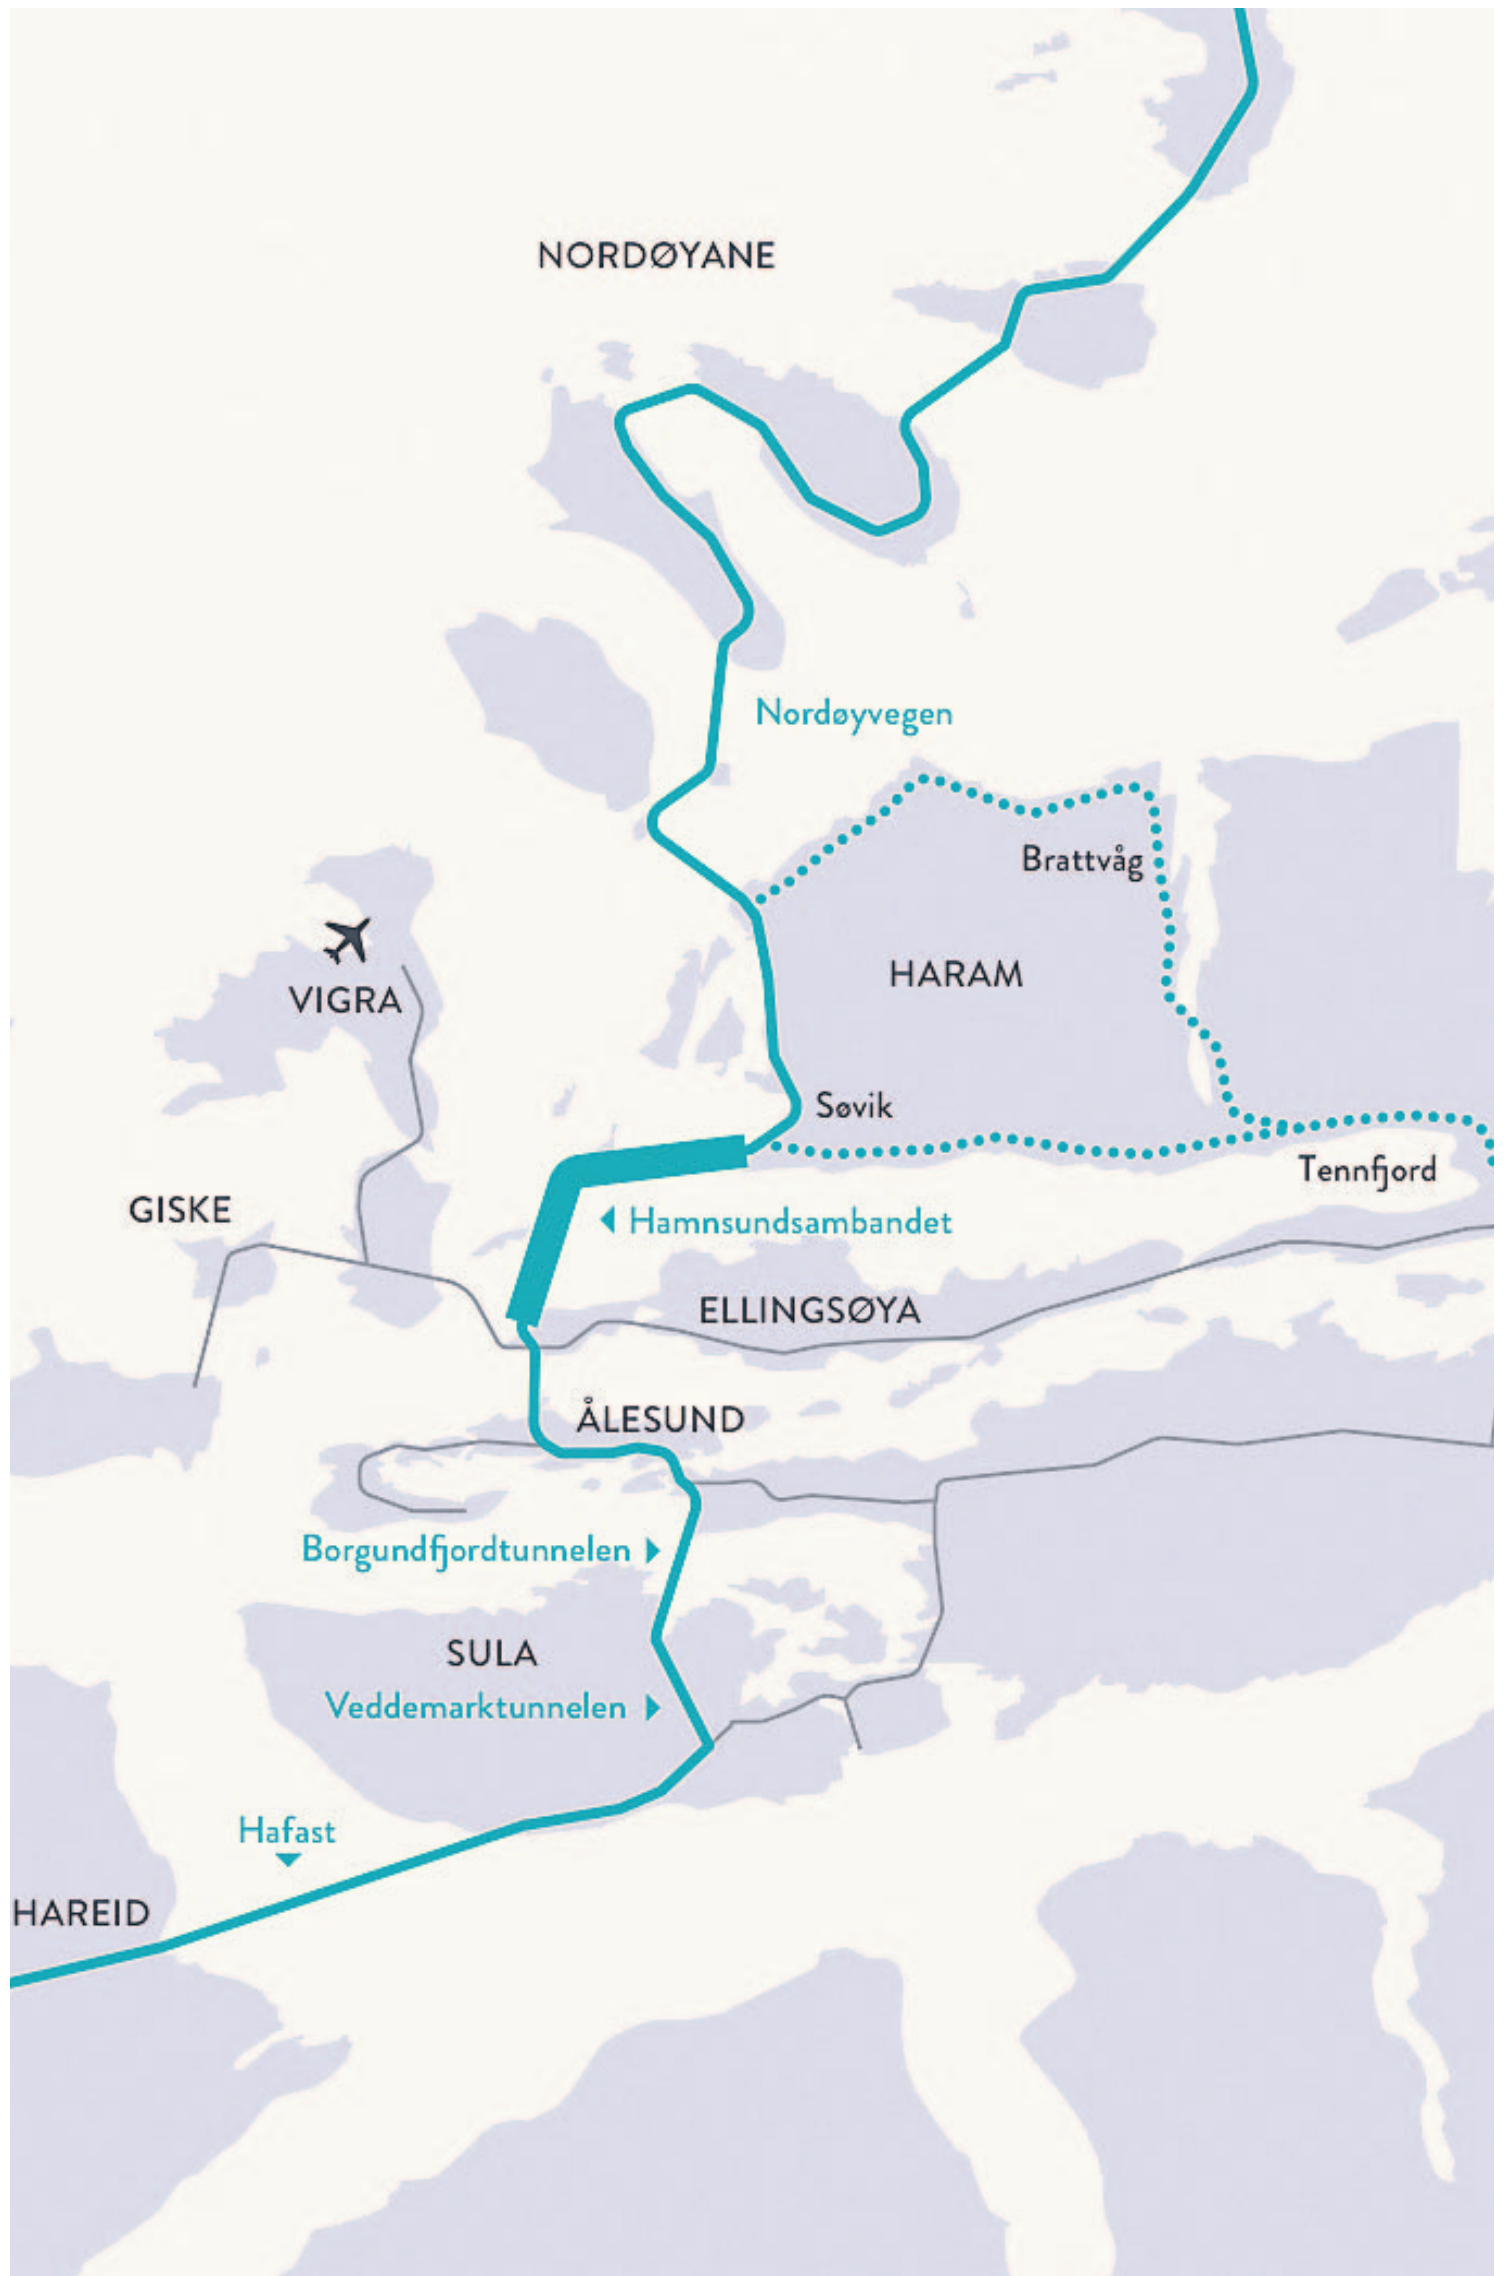 NORDØYANE
Nordøyvegen
Brattvåg
HARAM
VIGRA
Søvik
Tennfjord
GISKE
Hamnsundsambandet
ELLINGSØYA
ÅLESUND
Borgundfjordtunnelen
SULA
Veddemarktunnelen
Hafast
HAREID